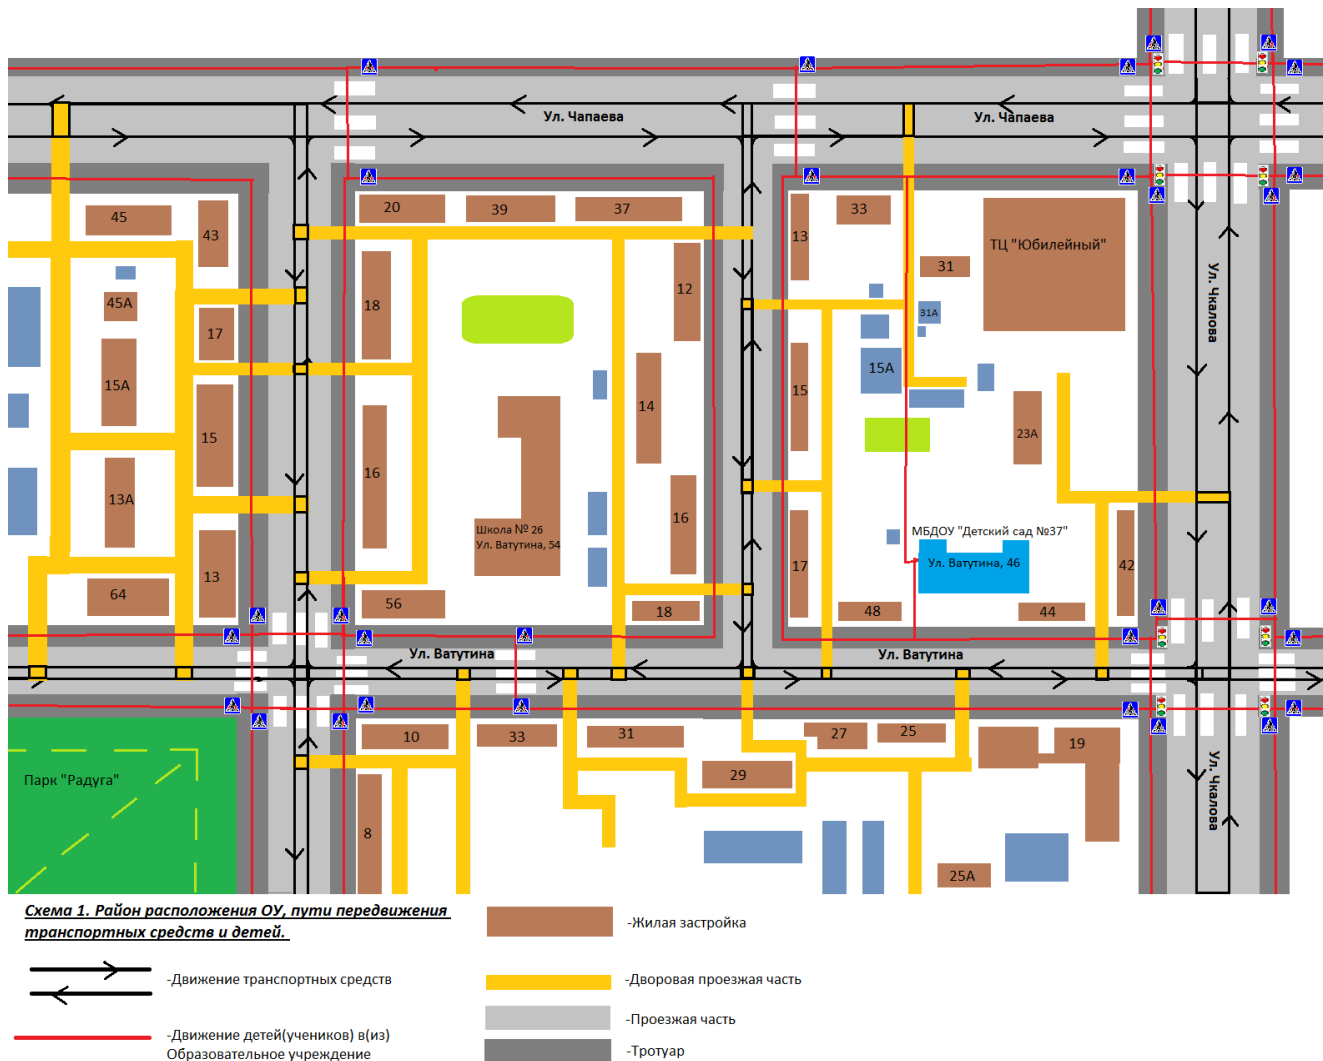 Ул. Чапаева
Ул. Чапаева
45
43
20
39
37
13
33
ТЦ "Юбилейный"
31
Ул. Чкалова
45А
17
18
12
31А
15А
15А
15
14
15
23А
16
13А
16
Школа № 26
Ул. Ватутина, 54
МБДОУ "Детский сад №37"
Ул. Ватутина, 46
17
42
13
64
56
18
48
44
Ул. Ватутина
Ул. Ватутина
10
33
31
27
25
19
Парк "Радуга"
29
Ул. Чкалова
8
25А
Схема 1. Район расположения ОУ, пути передвижения
транспортных средств и детей.
-Жилая застройка
-Движение транспортных средств
-Дворовая проезжая часть
-Проезжая часть
-Движение детей(учеников) в(из)
Образовательное учреждение
-Тротуар